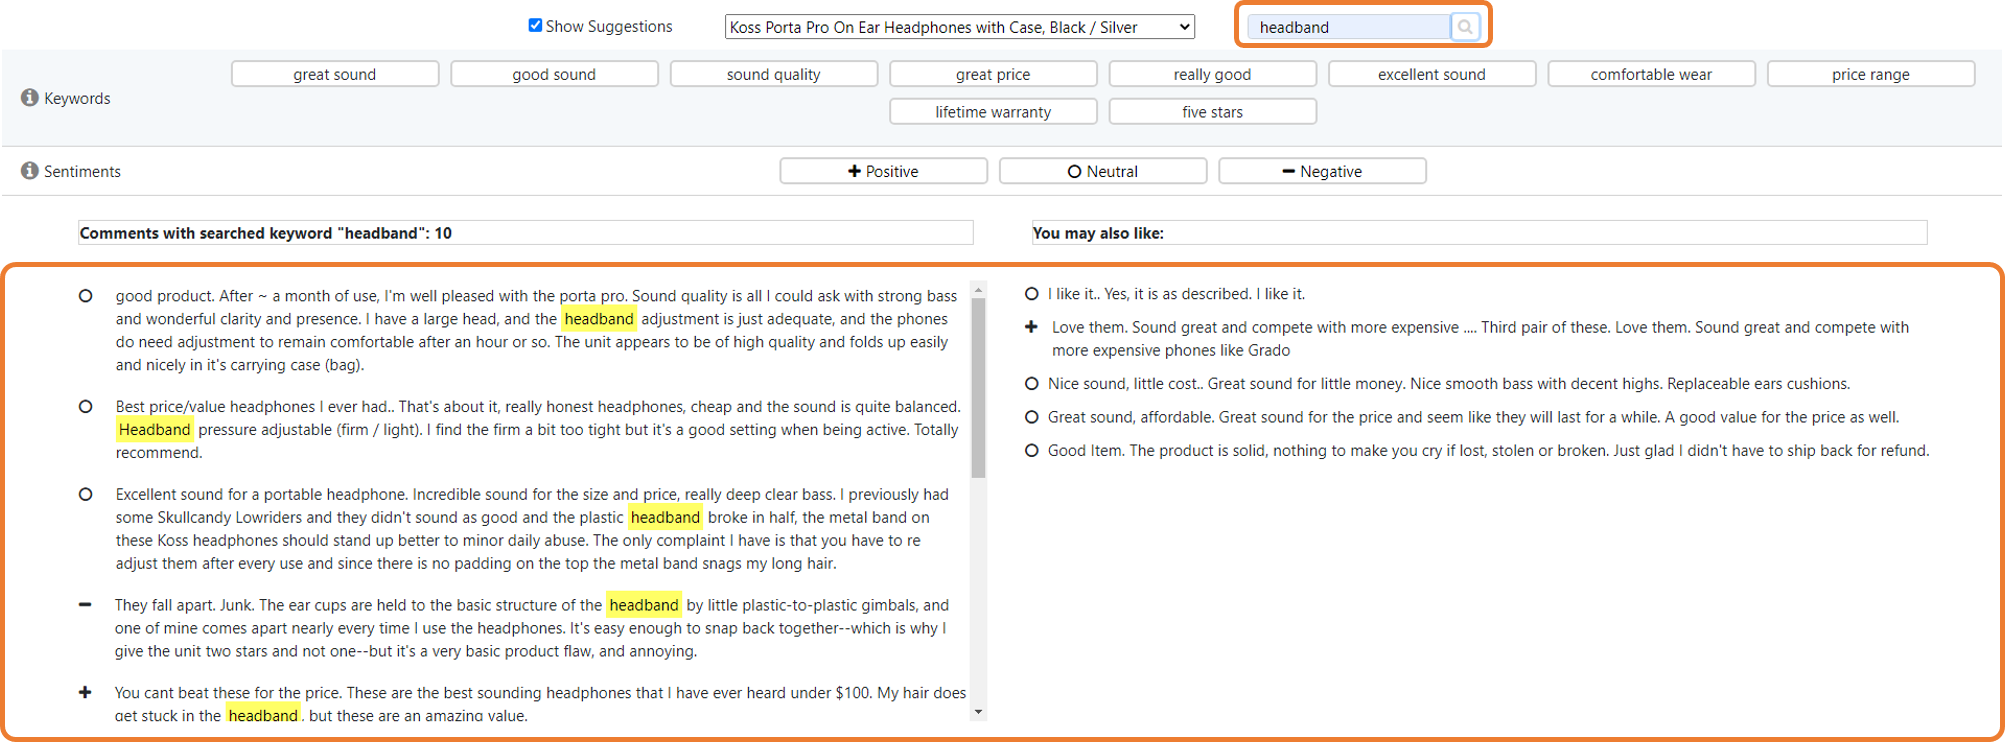 Show Suggestions
Koss Porta Pro On Ear Headphones with Case, Black / Silver
headband
Keywords
great sound
good sound
sound quality
great price
really good
excellent sound
comfortable wear
price range
lifetime warranty
five stars
Sentiments
Positive
Neutral
Negative
Comments with searched keyword "headband": 10
good product. After ~ a month of use, I'm well pleased with the porta pro. Sound quality is all I could ask with strong bass
and wonderful clarity and presence. I have a large head, and the headband adjustment is just adequate, and the phones
do need adjustment to remain comfortable after an hour or so. The unit appears to be of high quality and folds up easily
and nicely in it's carrying case (bag).
Best price/value headphones I ever had.. That's about it, really honest headphones, cheap and the sound is quite balanced.
Headband pressure adjustable (firm / light). I find the firm a bit too tight but it's a good setting when being active. Totally
recommend.
Excellent sound for a portable headphone. Incredible sound for the size and price, really deep clear bass. I previously had
some Skullcandy Lowriders and they didn't sound as good and the plastic headband broke in half, the metal band on
these Koss headphones should stand up better to minor daily abuse. The only complaint I have is that you have to re
adjust them after every use and since there is no padding on the top the metal band snags my long hair.
They fall apart. Junk. The ear cups are held to the basic structure of the headband by little plastic-to-plastic gimbals, and
one of mine comes apart nearly every time I use the headphones. It's easy enough to snap back together--which is why I
give the unit two stars and not one--but it's a very basic product flaw, and annoying.
You cant beat these for the price. These are the best sounding headphones that I have ever heard under $100. My hair does
get stuck in the headband, but these are an amazing value.
You may also like:
I like it.. Yes, it is as described. I like it.
Love them. Sound great and compete with more expensive .... Third pair of these. Love them. Sound great and compete with
more expensive phones like Grado
Nice sound, little cost.. Great sound for little money. Nice smooth bass with decent highs. Replaceable ears cushions.
Great sound, affordable. Great sound for the price and seem like they will last for a while. A good value for the price as well.
Good Item. The product is solid, nothing to make you cry if lost, stolen or broken. Just glad I didn't have to ship back for refund.